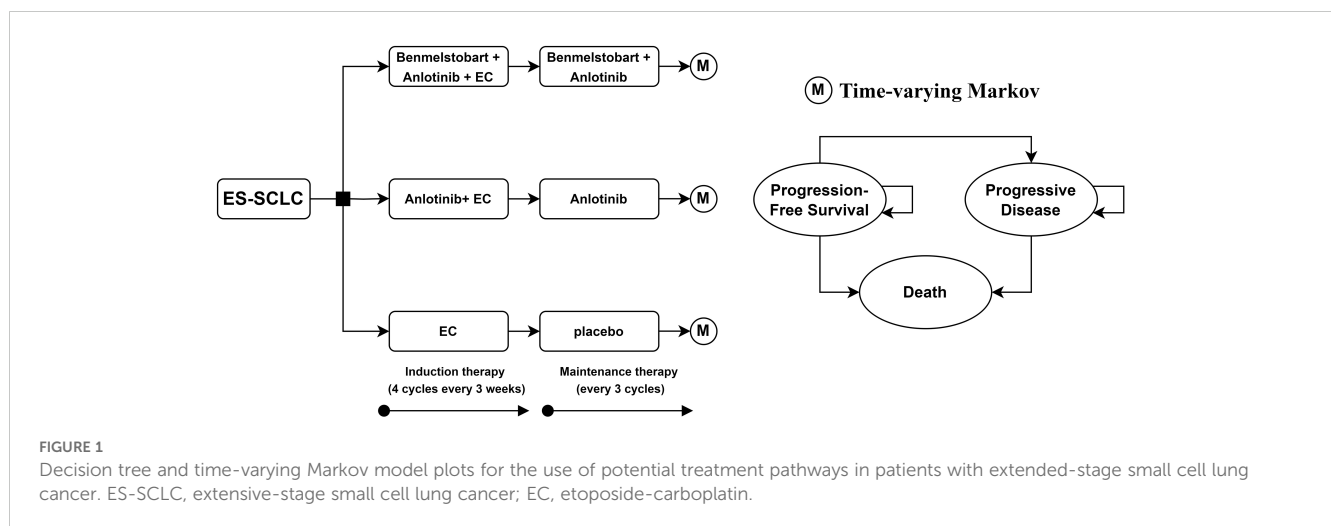 Benmelstobart +
Anlotinib + EC
Benmelstobart +
Anlotinib
M
M Time-varying Markov
ES-SCLC
Anlotinib+ EC
Anlotinib
M
Progression-
Free Survival
Progressive
Disease
Death
EC
placebo
M
Induction therapy
(4 cycles every 3 weeks)
Maintenance therapy
(every 3 cycles)
FIGURE 1
Decision tree and time-varying Markov model plots for the use of potential treatment pathways in patients with extended-stage small cell lung
cancer. ES-SCLC, extensive-stage small cell lung cancer; EC, etoposide-carboplatin.